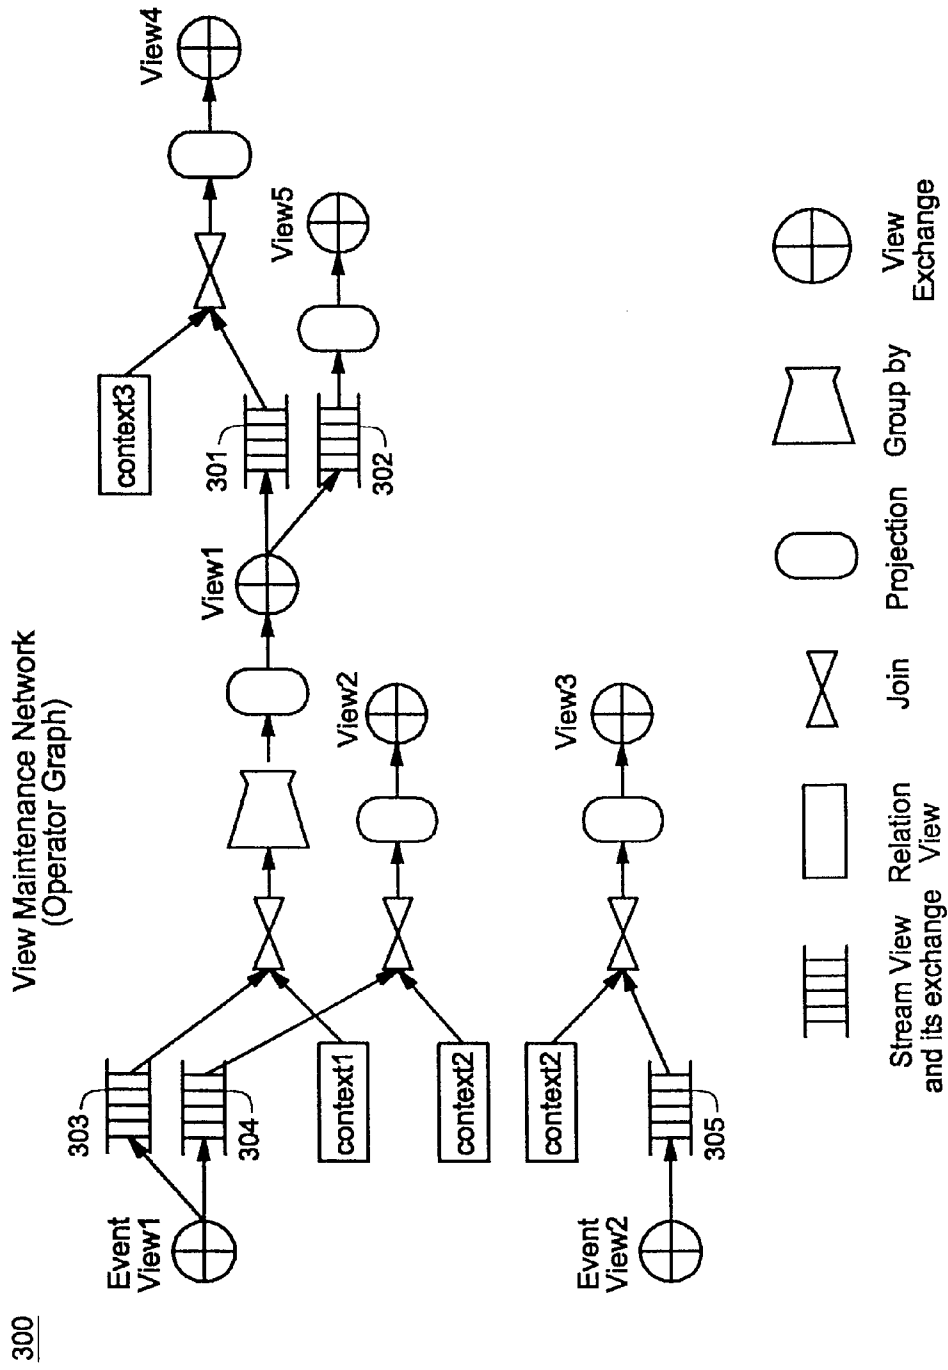 300
View Maintenance Network
(Operator Graph)
Event
View1
303
304
context1
context2
View2
View1
301
302
context3
View5
View4
Event
View2
305
context2
View3
Stream View
and its exchange
Relation
View
Join
Projection
Group by
View
Exchange